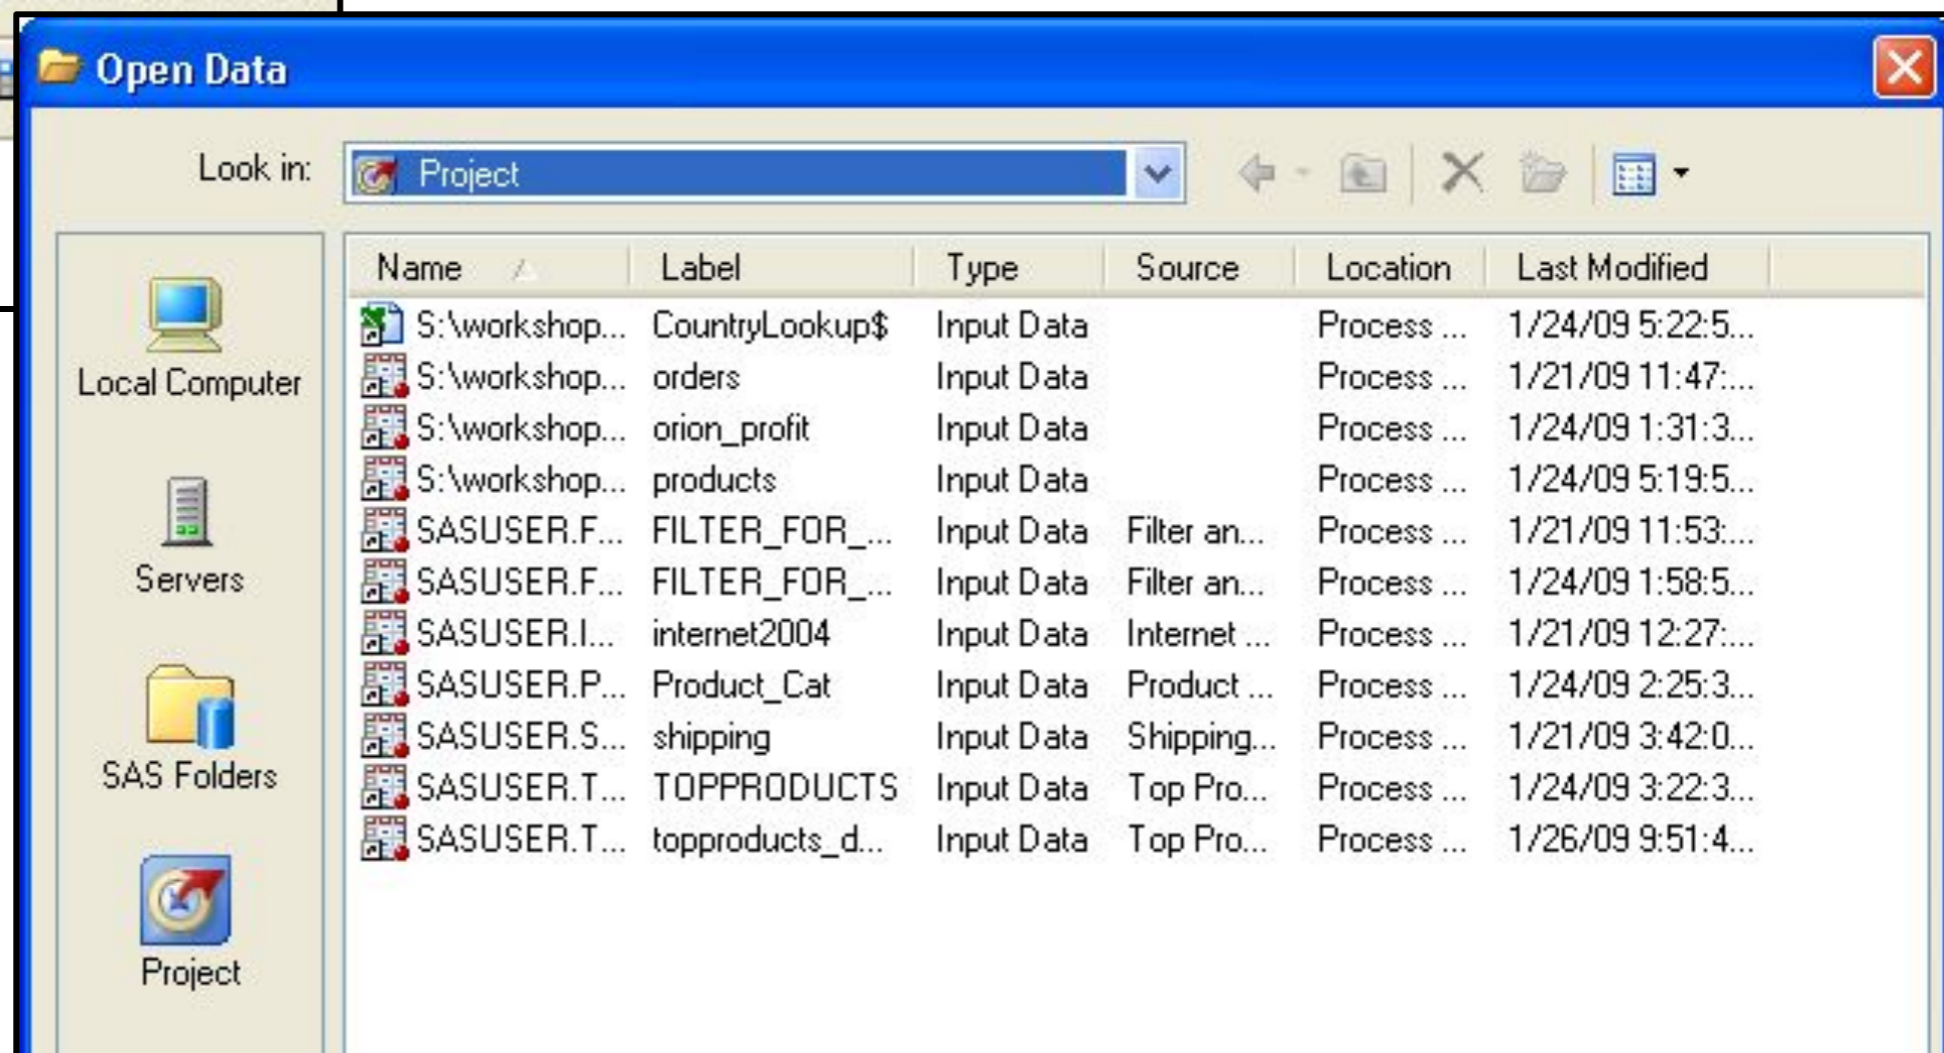 Open Data
Look in: Project
Name Label Type Source Location Last Modified
S:\workshop... CountryLookup$ Input Data Process ... 1/24/09 5:22:5...
S:\workshop... orders Input Data Process ... 1/21/09 11:47:...
S:\workshop... orion_profit Input Data Process ... 1/24/09 1:31:3...
S:\workshop... products Input Data Process ... 1/24/09 5:19:5...
SASUSER.F... FILTER_FOR_... Input Data Filter an... Process ... 1/21/09 11:53:...
SASUSER.F... FILTER_FOR_... Input Data Filter an... Process ... 1/24/09 1:58:5...
SASUSER.I... internet2004 Input Data Internet ... Process ... 1/21/09 12:27:...
SASUSER.P... Product_Cat Input Data Product ... Process ... 1/24/09 2:25:3...
SASUSER.S... shipping Input Data Shipping... Process ... 1/21/09 3:42:0...
SASUSER.T... TOPPRODUCTS Input Data Top Pro... Process ... 1/24/09 3:22:3...
SASUSER.T... topproducts_d... Input Data Top Pro... Process ... 1/26/09 9:51:4...
Local Computer
Servers
SAS Folders
Project